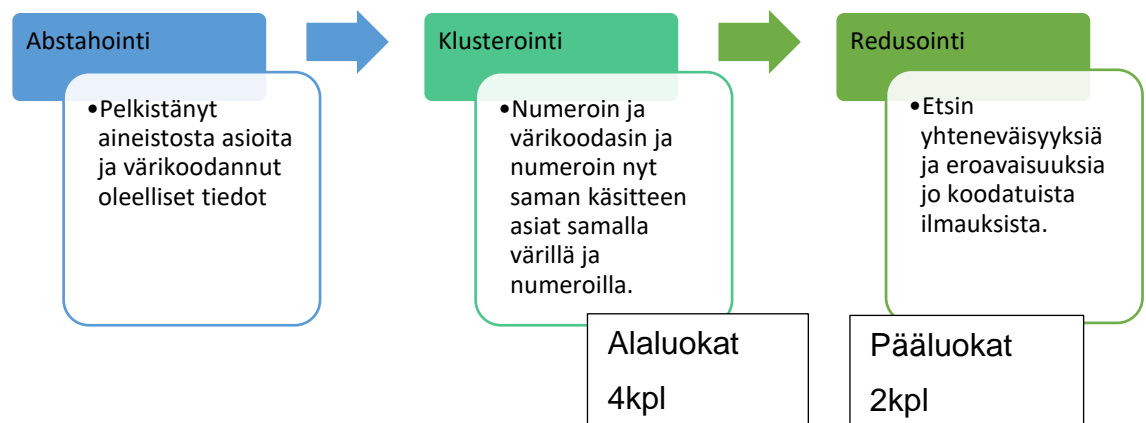 Abstahointi
•Pelkistänyt
aineistosta asioita
ja värikoodannut
oleelliset tiedot
Klusterointi
•Numeroin ja
värikoodasin ja
numeroin nyt
saman käsitteen
asiat samalla
värillä ja
numeroilla.
Alaluokat
4kpl
Redusointi
•Etsin
yhteneväisyyksiä
ja eroavaisuuksia
jo koodatuista
ilmauksista.
Pääluokat
2kpl